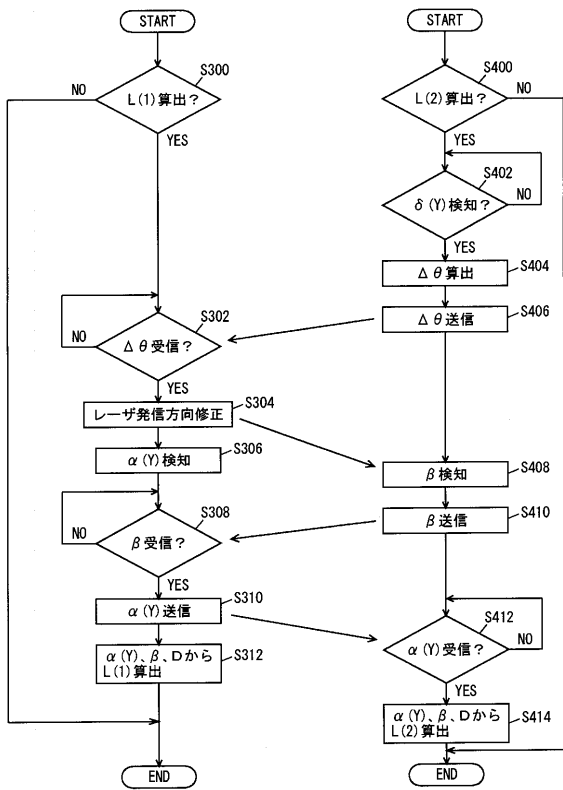 START
S300
L(1)算出?
NO
YES
S302
Δθ受信?
NO
YES
S304
レーザ発信方向修正
S306
α(Y)検知
S308
β受信?
NO
YES
S310
α(Y)送信
S312
α(Y)、β、Dから
L(1)算出
END
START
S400
L(2)算出?
NO
YES
S402
δ(Y)検知?
NO
YES
S404
Δθ算出
S406
Δθ送信
S408
β検知
S410
β送信
S412
α(Y)受信?
NO
YES
S414
α(Y)、β、Dから
L(2)算出
END